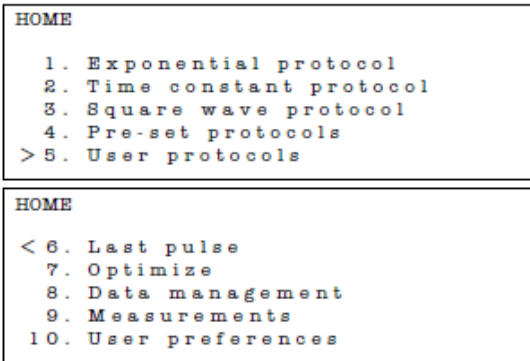 HOME
1. Exponential protocol
2. Time constant protocol
3. Square wave protocol
4. Pre-set protocols
> 5. User protocols
HOME
< 6. Last pulse
7. Optimize
8. Data management
9. Measurements
10. User preferences